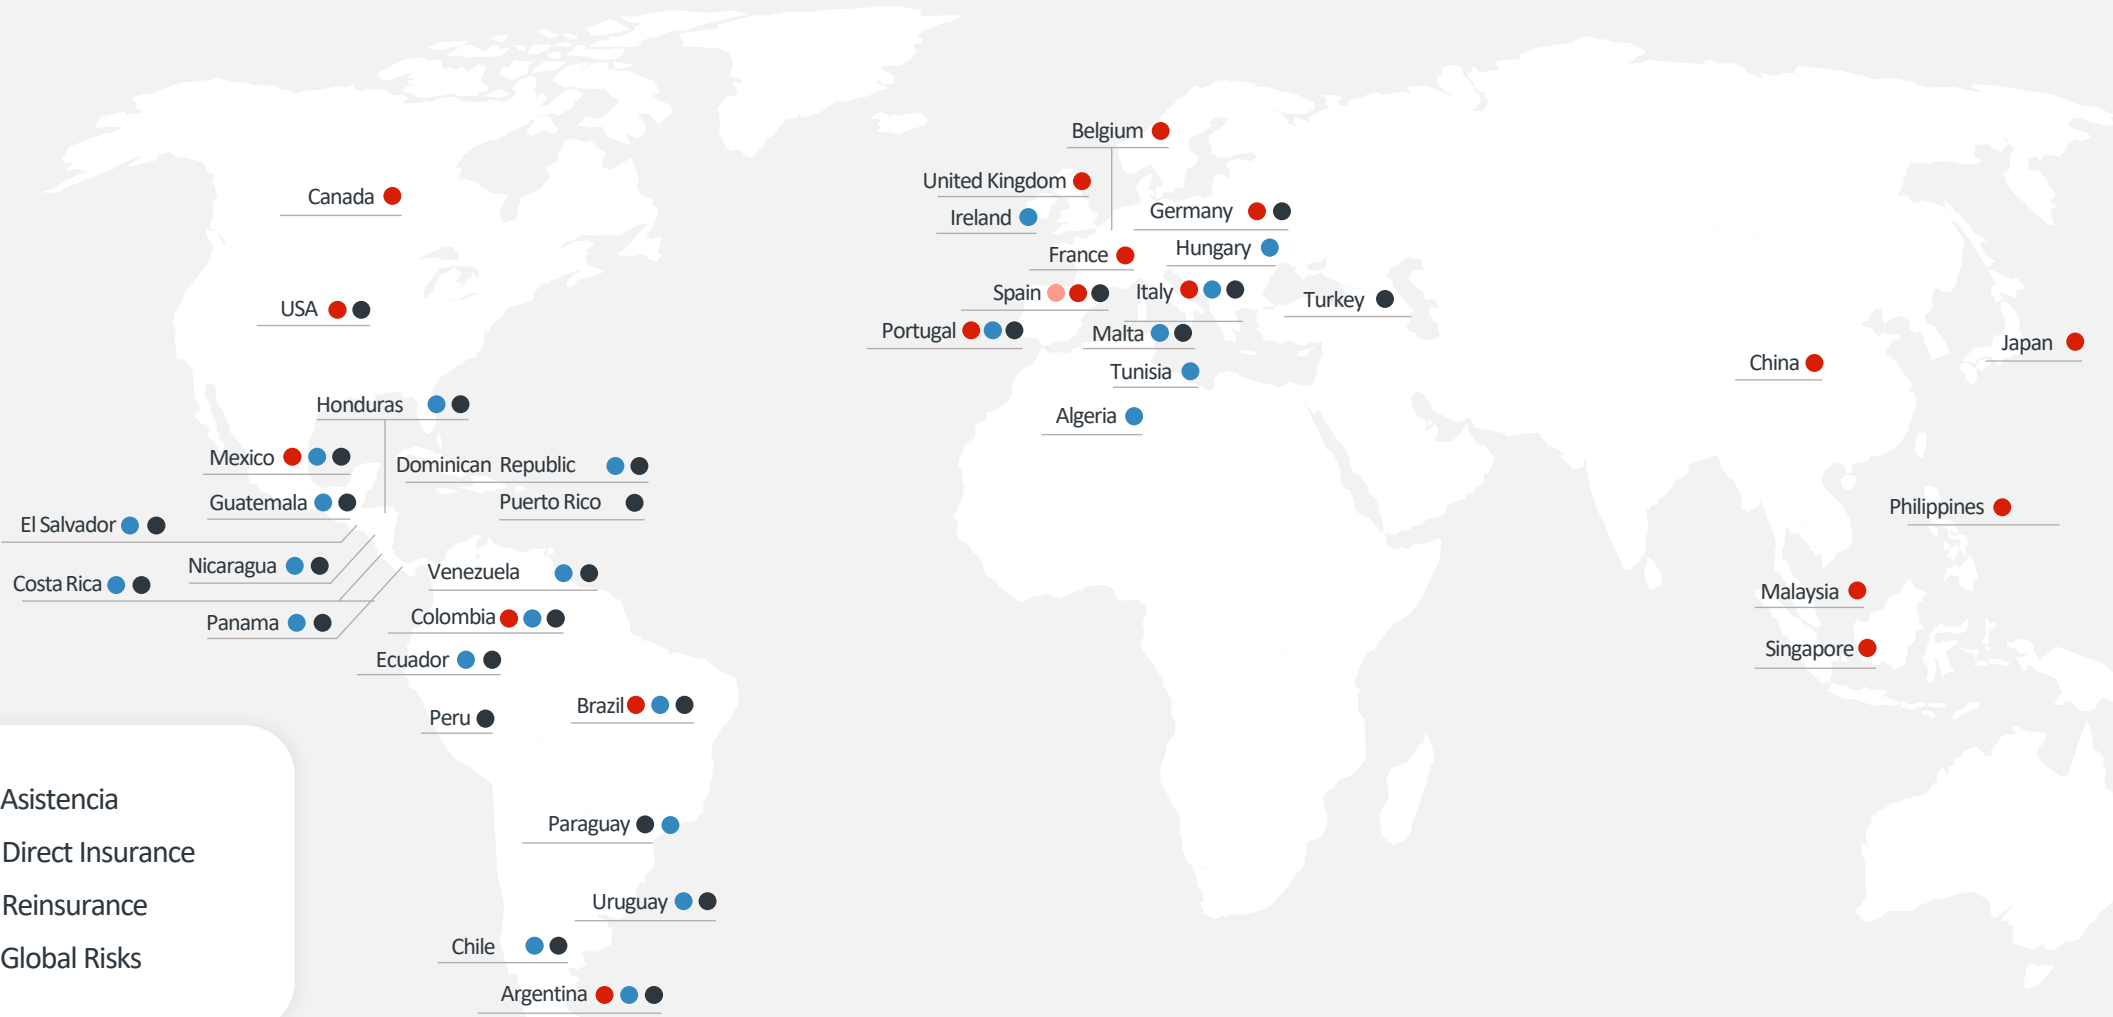 Belgium
United Kingdom
Canada
Germany
Ireland
Hungary
France
Spain
Italy
Turkey
USA
Portugal
Malta
Japan
China
Tunisia
Honduras
Algeria
Mexico
Dominican Republic
Guatemala
Puerto Rico
Philippines
El Salvador
Nicaragua
Venezuela
Costa Rica
Malaysia
Panama
Colombia
Singapore
Ecuador
Brazil
Peru
Asistencia
Paraguay
Direct Insurance
Uruguay
Reinsurance
Chile
Global Risks
Argentina